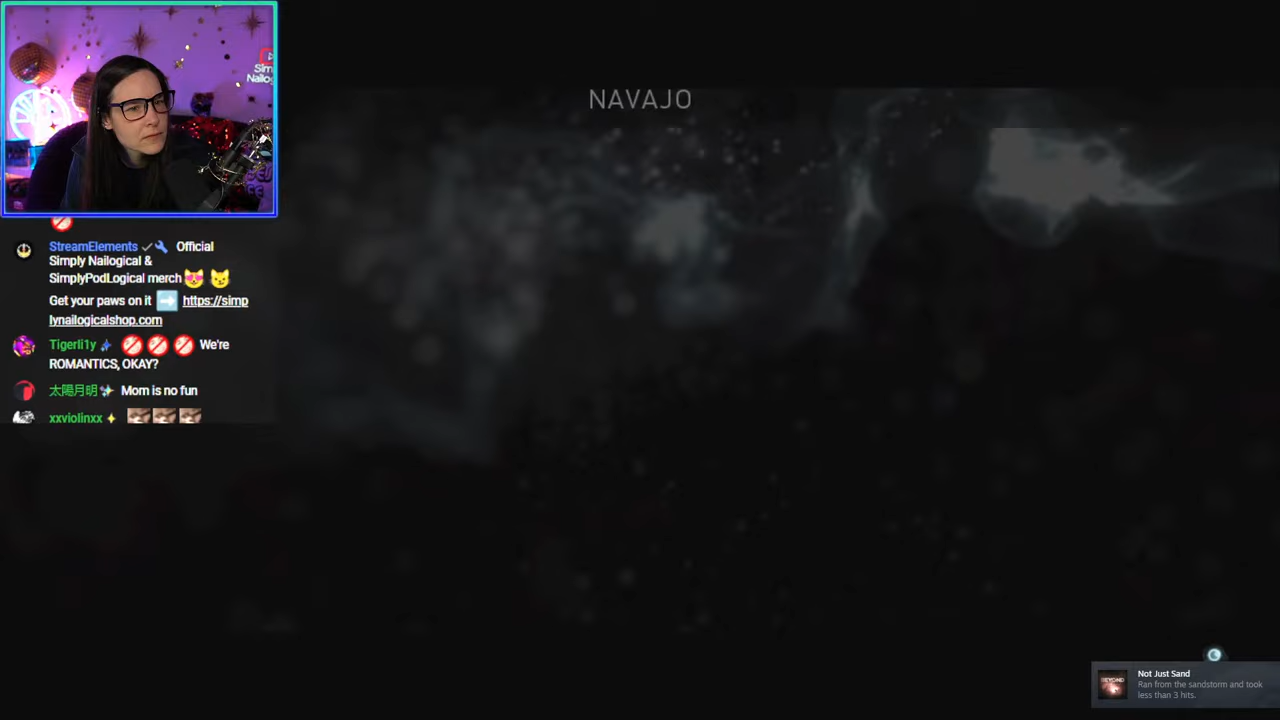 NAVAJO
Sim
Nailog
StreamElements Official
Simply Nailogical &
SimplyPodLogical merch
Get your paws on it https://simp
lynailogicalshop.com
Tigerli1y We're
ROMANTICS, OKAY?
太陽月明 Mom is no fun
xxviolinxx
Not Just Sand
Ran from the sandstorm and took
less than 3 hits.